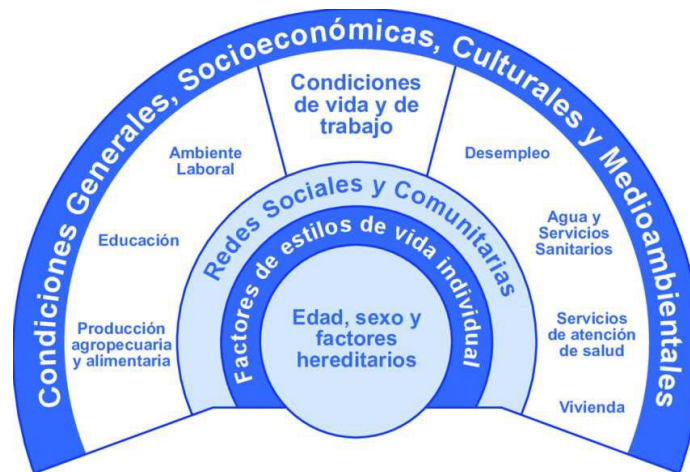 Condiciones Generales, Socioeconómicas, Culturales y Medioambientales
Condiciones
de vida y de
trabajo
Ambiente
Laboral
Desempleo
Redes Sociales y Comunitarias
Educación
Agua y
Servicios
Sanitarios
Factores de estilos de vida individual
Edad, sexo y
factores
hereditarios
Producción
agropecuaria
y alimentaria
Servicios
de atención
de salud
Vivienda